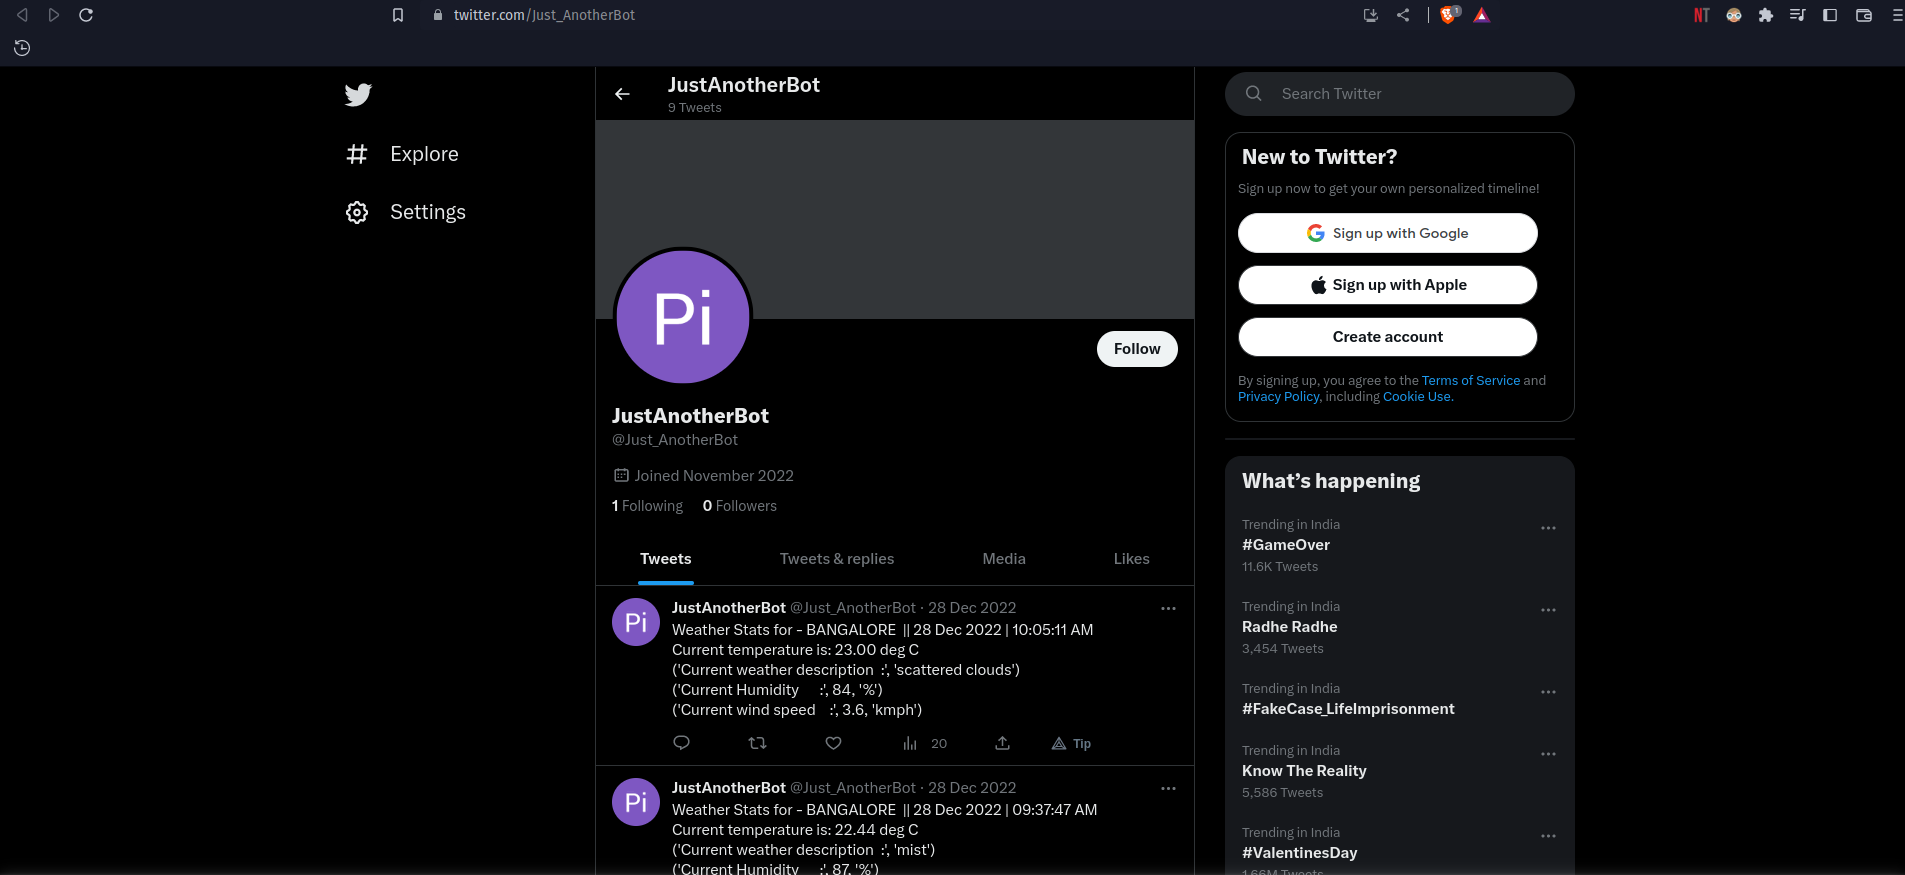 twitter.com/Just_AnotherBot
1
NT
Explore
Settings
JustAnotherBot
9 Tweets
Pi
Follow
JustAnotherBot
@Just_AnotherBot
Joined November 2022
1 Following 0 Followers
Tweets Tweets & replies Media Likes
Pi
JustAnotherBot @Just_AnotherBot · 28 Dec 2022
Weather Stats for - BANGALORE || 28 Dec 2022 | 10:05:11 AM
Current temperature is: 23.00 deg C
('Current weather description :', 'scattered clouds')
('Current Humidity :', 84, '%')
('Current wind speed :', 3.6, 'kmph')
20 Tip
Pi
JustAnotherBot @Just_AnotherBot · 28 Dec 2022
Weather Stats for - BANGALORE || 28 Dec 2022 | 09:37:47 AM
Current temperature is: 22.44 deg C
('Current weather description :', 'mist')
('Current Humidity :', 87, '%')
Search Twitter
New to Twitter?
Sign up now to get your own personalized timeline!
Sign up with Google
Sign up with Apple
Create account
By signing up, you agree to the Terms of Service and
Privacy Policy, including Cookie Use.
What's happening
Trending in India
#GameOver
11.6K Tweets
Trending in India
Radhe Radhe
3,454 Tweets
Trending in India
#FakeCase_LifeImprisonment
Trending in India
Know The Reality
5,586 Tweets
Trending in India
#ValentinesDay
1.66M Tweets